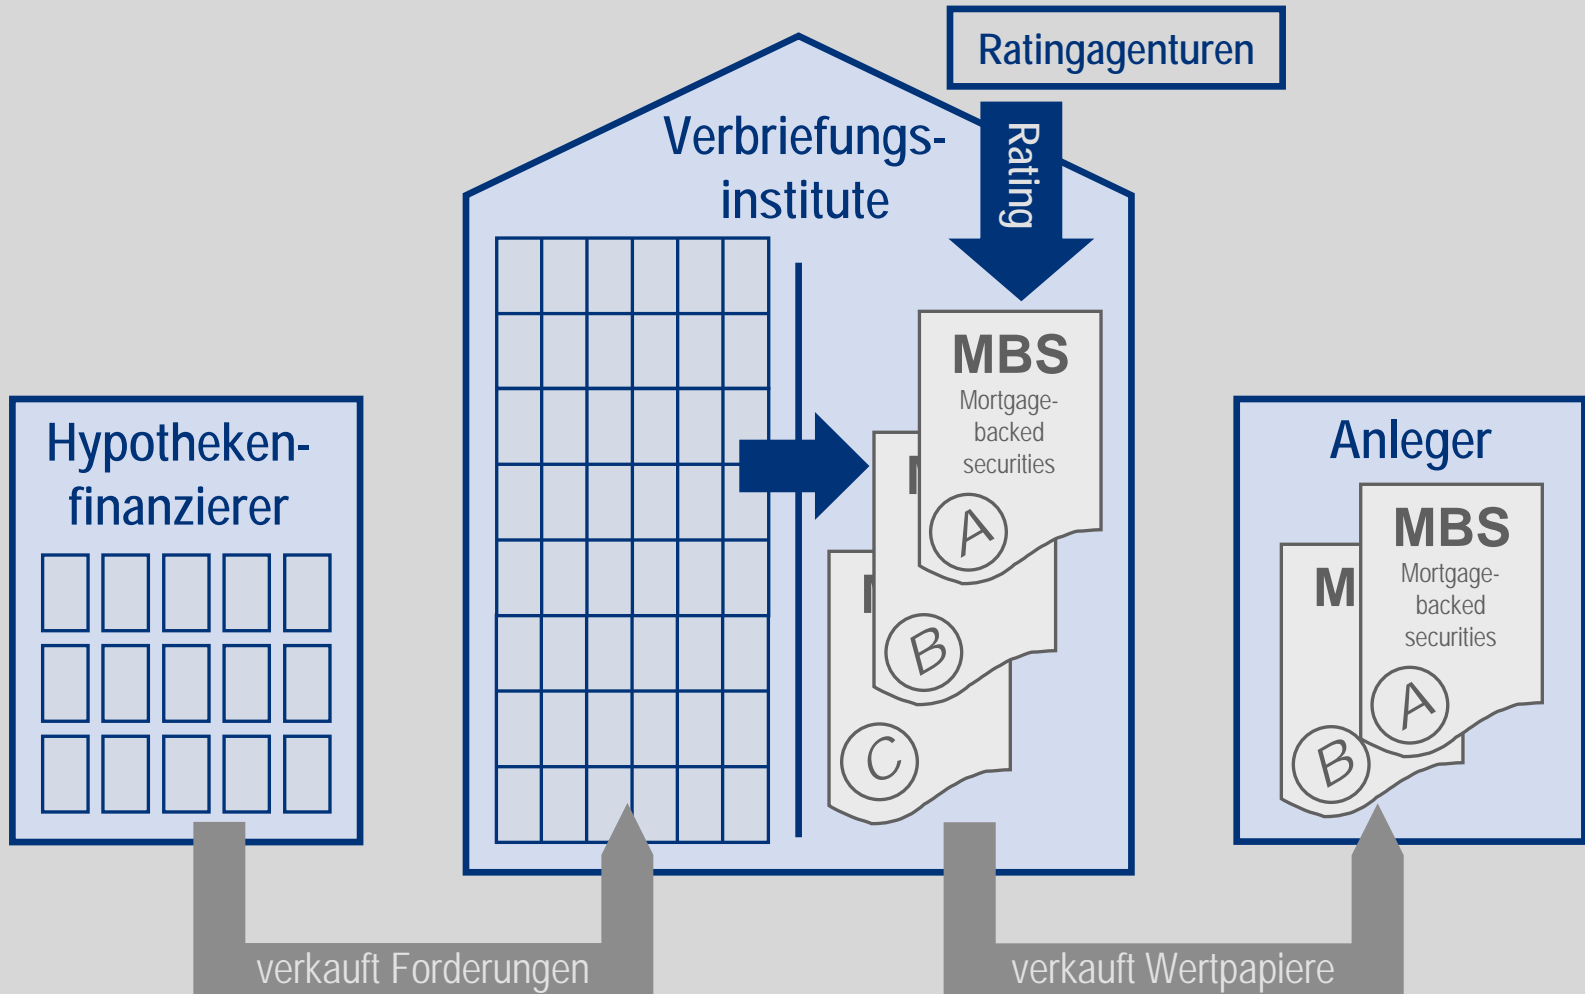 Ratingagenturen
Rating
Verbriefungs-
institute
MBS
Mortgage-
backed
securities
A
B
C
Hypotheken-
finanzierer
Anleger
MBS
Mortgage-
backed
securities
M
A
B
verkauft Forderungen
verkauft Wertpapiere